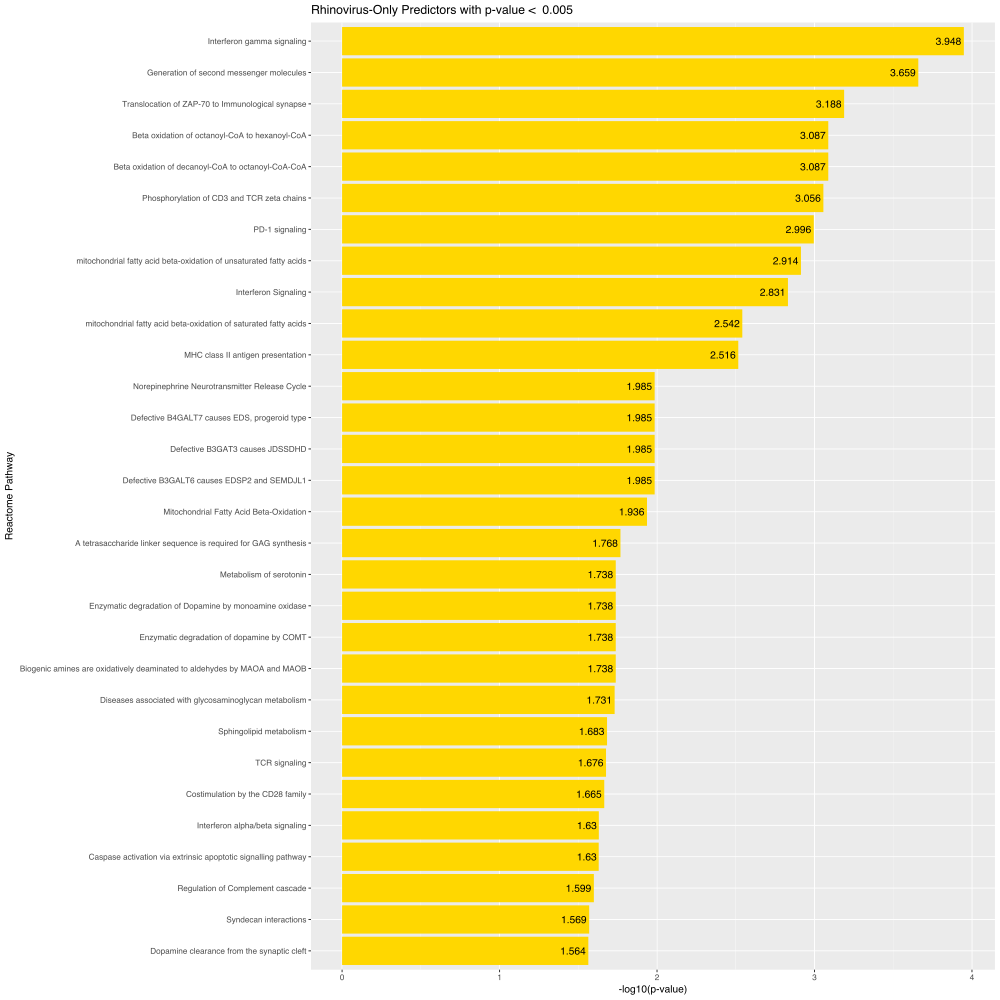 Rhinovirus-Only Predictors with p-value < 0.005
Interferon gamma signaling 3.948
Generation of second messenger molecules 3.659
Translocation of ZAP-70 to Immunological synapse 3.188
Beta oxidation of octanoyl-CoA to hexanoyl-CoA 3.087
Beta oxidation of decanoyl-CoA to octanoyl-CoA-CoA 3.087
Phosphorylation of CD3 and TCR zeta chains 3.056
PD-1 signaling 2.996
mitochondrial fatty acid beta-oxidation of unsaturated fatty acids 2.914
Interferon Signaling 2.831
mitochondrial fatty acid beta-oxidation of saturated fatty acids 2.542
MHC class II antigen presentation 2.516
Norepinephrine Neurotransmitter Release Cycle 1.985
Defective B4GALT7 causes EDS, progeroid type 1.985
Defective B3GAT3 causes JDSSDHD 1.985
Defective B3GALT6 causes EDSP2 and SEMDJL1 1.985
Mitochondrial Fatty Acid Beta-Oxidation 1.936
A tetrasaccharide linker sequence is required for GAG synthesis 1.768
Metabolism of serotonin 1.738
Enzymatic degradation of Dopamine by monoamine oxidase 1.738
Enzymatic degradation of dopamine by COMT 1.738
Biogenic amines are oxidatively deaminated to aldehydes by MAOA and MAOB 1.738
Diseases associated with glycosaminoglycan metabolism 1.731
Sphingolipid metabolism 1.683
TCR signaling 1.676
Costimulation by the CD28 family 1.665
Interferon alpha/beta signaling 1.63
Caspase activation via extrinsic apoptotic signalling pathway 1.63
Regulation of Complement cascade 1.599
Syndecan interactions 1.569
Dopamine clearance from the synaptic cleft 1.564
0 1 2 3 4
-log10(p-value)
Reactome Pathway